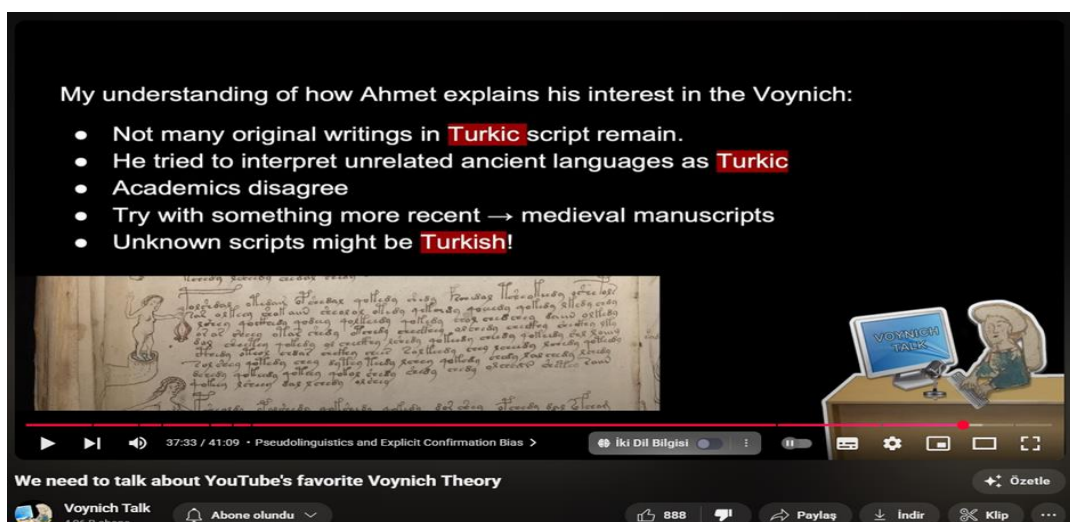 My understanding of how Ahmet explains his interest in the Voynich:
● Not many original writings in Turkic script remain.
● He tried to interpret unrelated ancient languages as Turkic
● Academics disagree
● Try with something more recent → medieval manuscripts
● Unknown scripts might be Turkish!
VOYNICH
TALK
37:33 / 41:09 • Pseudolinguistics and Explicit Confirmation Bias >
İki Dil Bilgisi
We need to talk about YouTube's favorite Voynich Theory
Özetle
Voynich Talk
Abone olundu
888
Paylaş
İndir
Klip